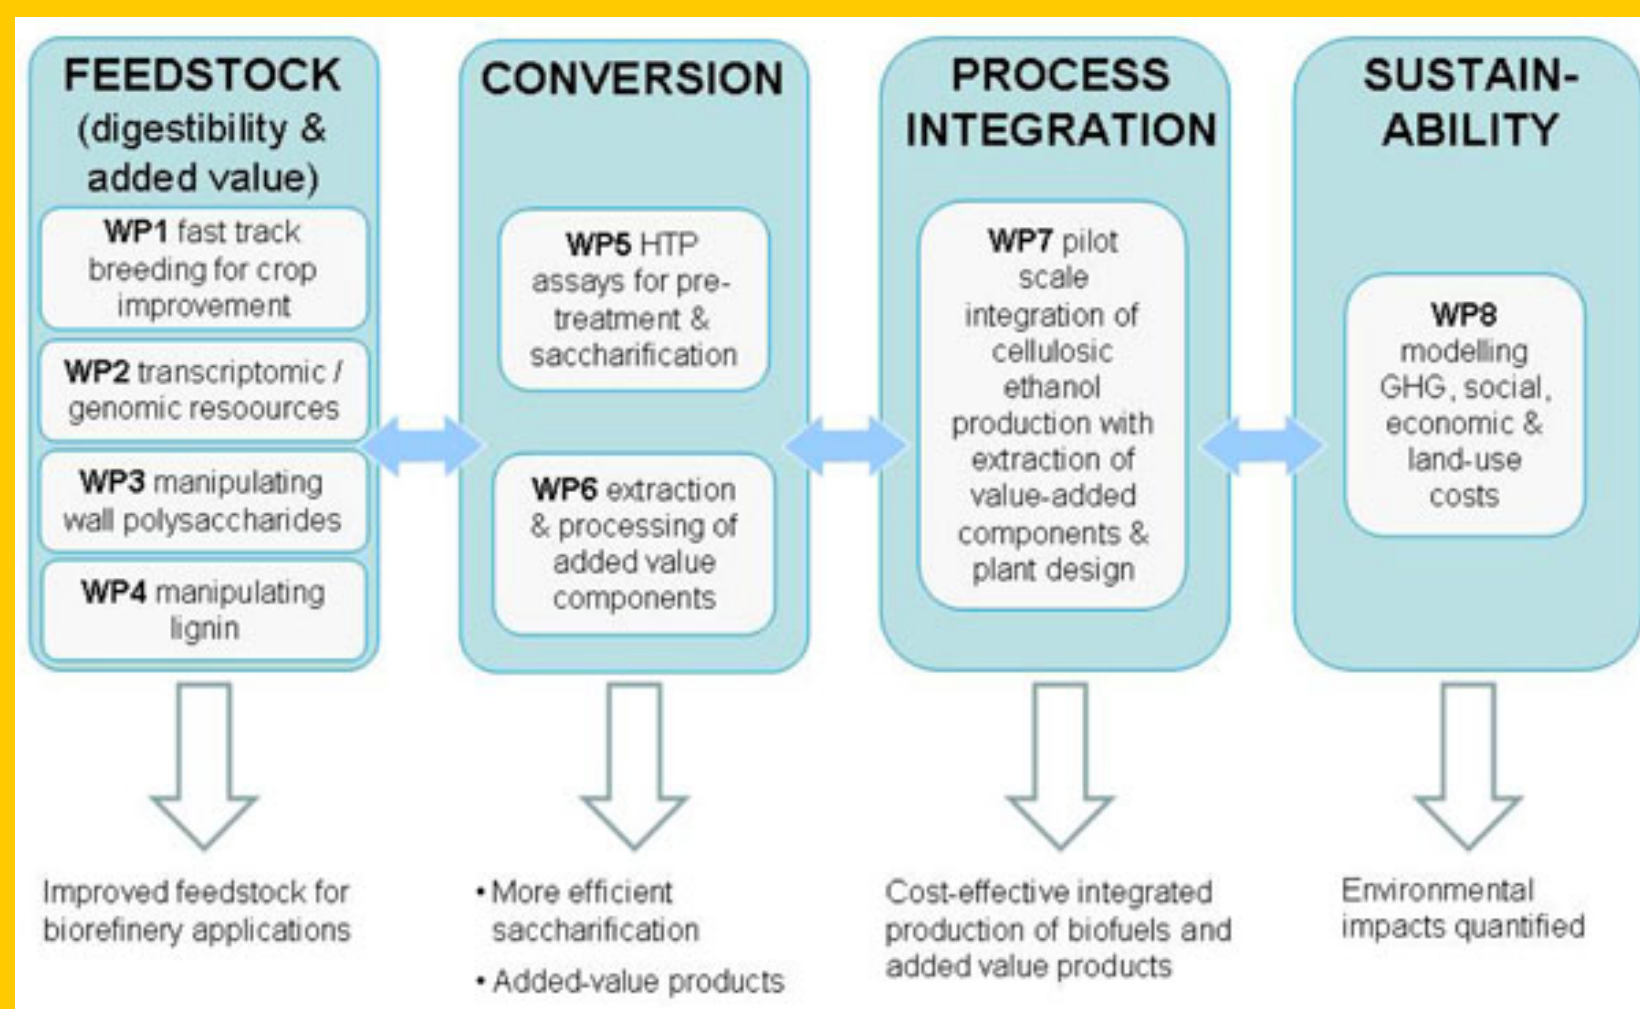 FEEDSTOCK
(digestibility &
added value)
WP1 fast track
breeding for crop
improvement
WP2 transcriptomic /
genomic resoources
WP3 manipulating
wall polysaccharides
WP4 manipulating
lignin
CONVERSION
WP5 HTP
assays for pre-
treatment &
saccharification
WP6 extraction
& processing of
added value
components
PROCESS
INTEGRATION
WP7 pilot
scale
integration of
cellulosic
ethanol
production with
extraction of
value-added
components &
plant design
SUSTAIN-
ABILITY
WP8
modelling
GHG, social,
economic &
land-use
costs
Improved feedstock for
biorefinery applications
• More efficient
saccharification
• Added-value products
Cost-effective integrated
production of biofuels and
added value products
Environmental
impacts quantified